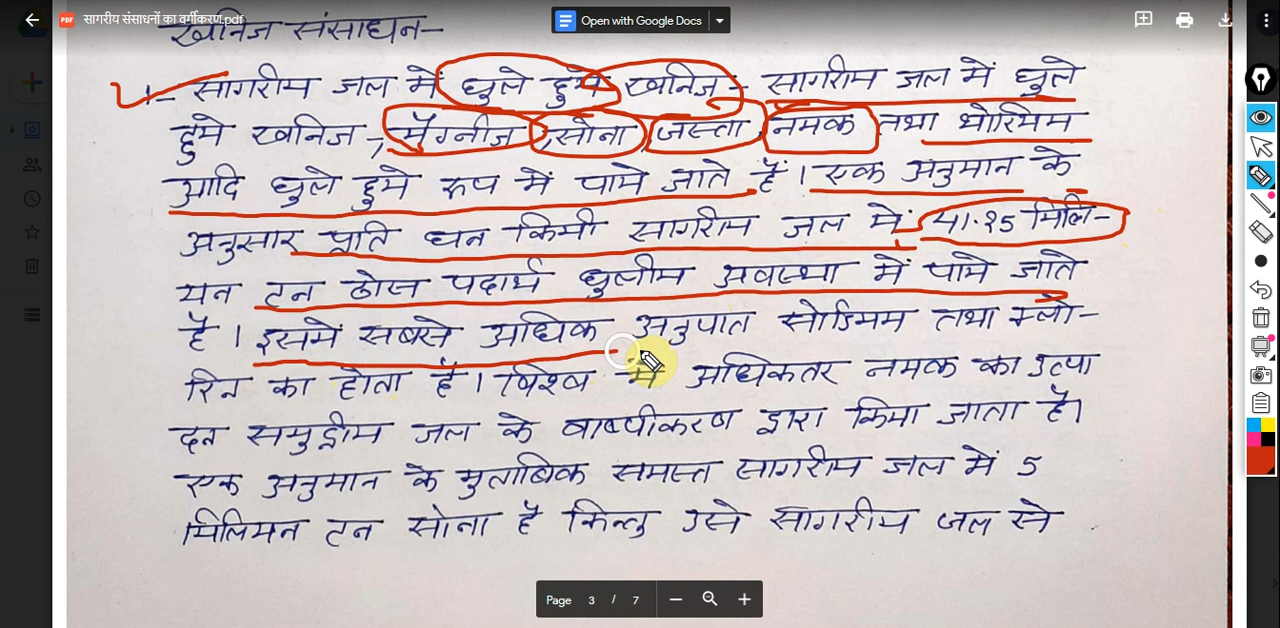 सागरीय संसाधनों का वर्गीकरण.pdf
Open with Google Docs
खनिज संसाधन-
1- सागरीय जल में घुले हुये खनिज - सागरीय जल में घुले
हुये खनिज, मैंग्नीज, सोना, जस्ता, नमक तथा थोरियम
आदि घुले हुये रूप में पाये जाते है। एक अनुमान के
अनुसार प्रति घन किमी सागरीय जल में 41.25 मिलि-
यन टन ठोस पदार्थ घुलीय अवस्था में पाये जाते
है। इसमें सबसे अधिक अनुपात सोडियम तथा क्लो-
रिन का होता है। विश्व में अधिकतर नमक का उत्पा
दन समुद्रीय जल के वाष्पीकरण द्वारा किया जाता है।
एक अनुमान के मुताबिक समस्त सागरीय जल में 5
मिलियन टन सोना है किन्तु उसे सागरीय जल से
Page 3 / 7